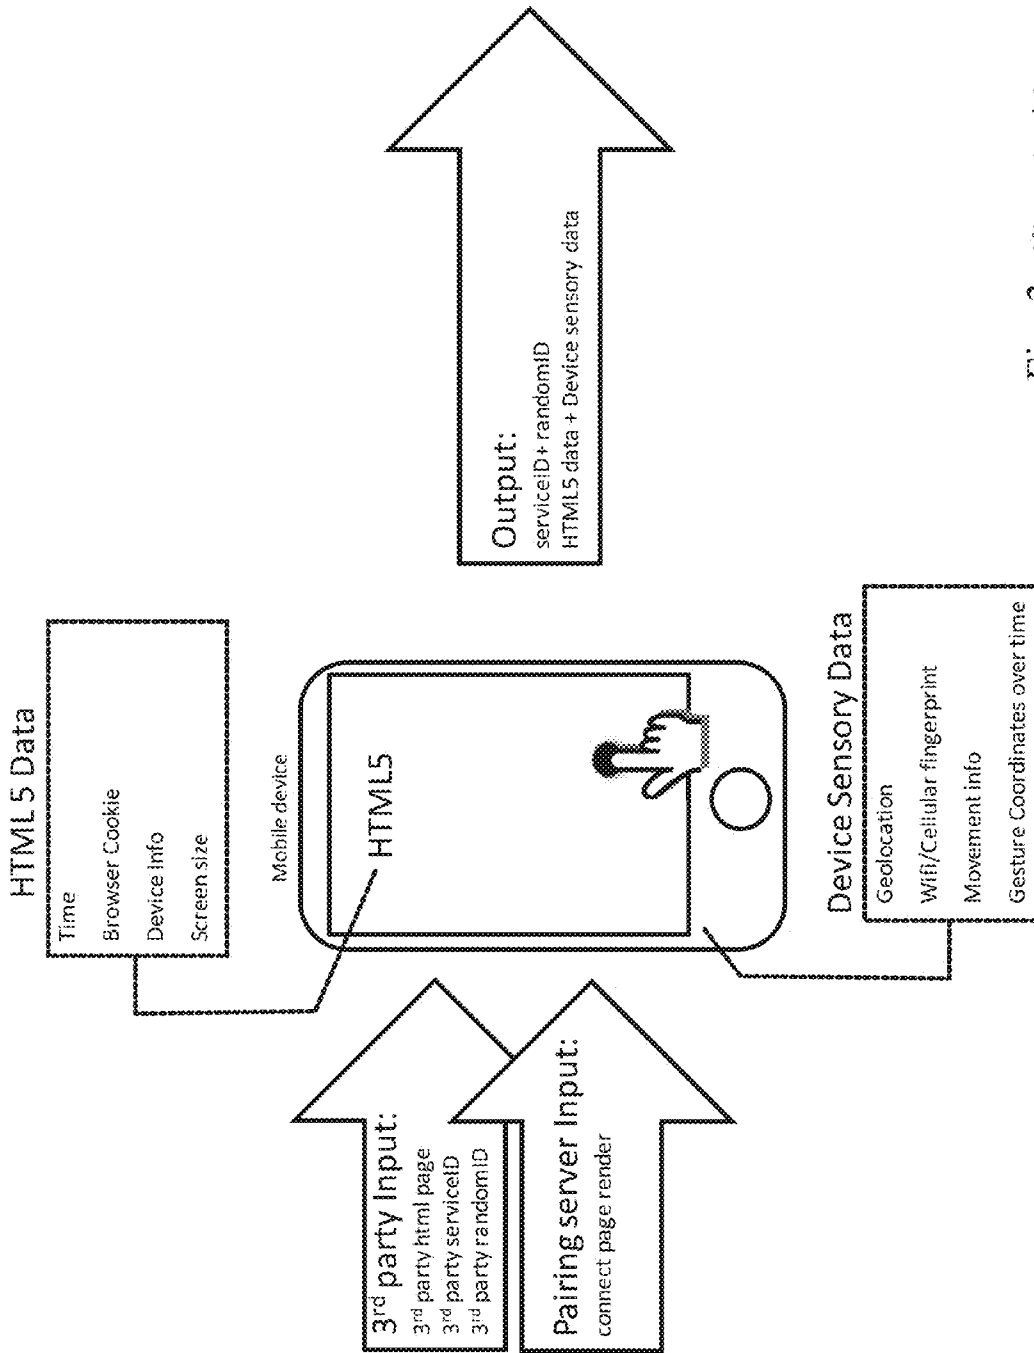 HTML5 Data
Time
Browser Cookie
Device info
Screen size
3rd party Input:
3rd party html page
3rd party serviceID
3rd party randomID
Pairing server Input:
connect page render
Mobile device
HTML5
Device Sensory Data
Geolocation
Wifi/Cellular fingerprint
Movement info
Gesture Coordinates over time
Output:
serviceID+ randomID
HTML5 data + Device sensory data